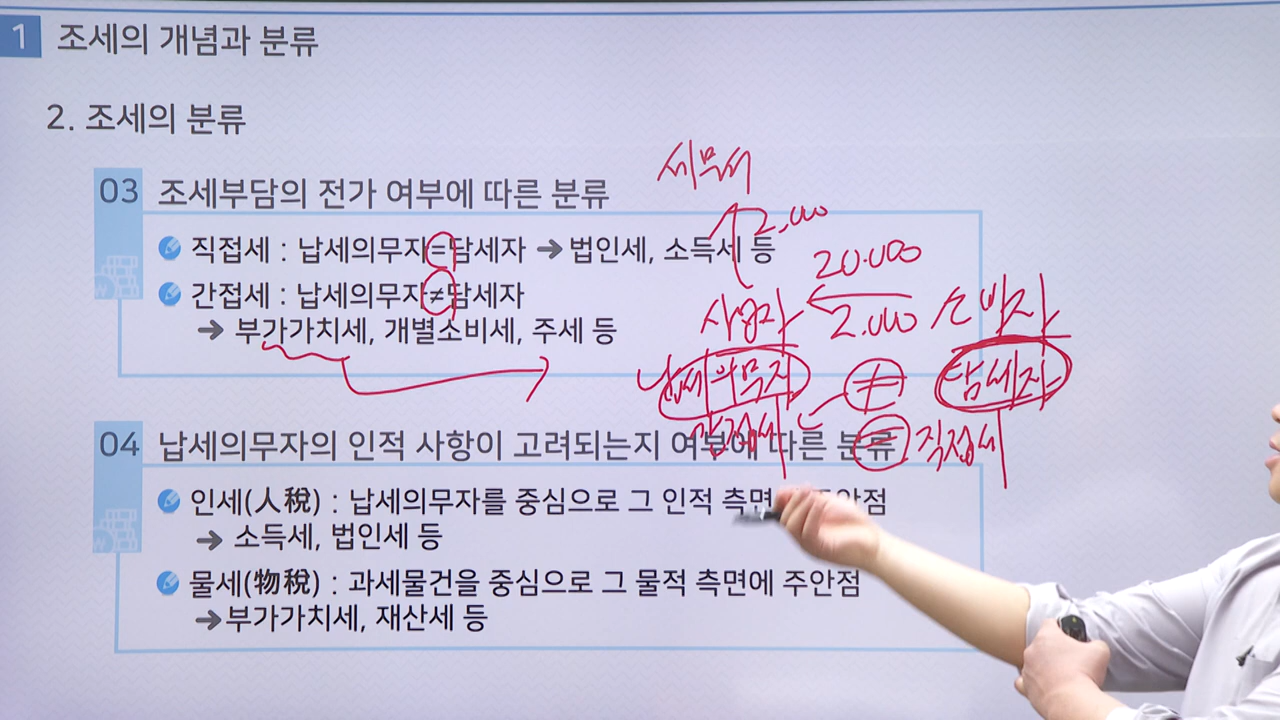 1 조세의 개념과 분류
2. 조세의 분류
03 조세부담의 전가 여부에 따른 분류
직접세 : 납세의무자=담세자 → 법인세, 소득세 등
간접세 : 납세의무자≠담세자
→ 부가가치세, 개별소비세, 주세 등
세무서
2.000
20.000
사업자
2.000
소비자
납세의무자
≠
담세자
간접세
=
직접세
04 납세의무자의 인적 사항이 고려되는지 여부에 따른 분류
인세(人稅) : 납세의무자를 중심으로 그 인적 측면 주안점
→ 소득세, 법인세 등
물세(物稅) : 과세물건을 중심으로 그 물적 측면에 주안점
→부가가치세, 재산세 등